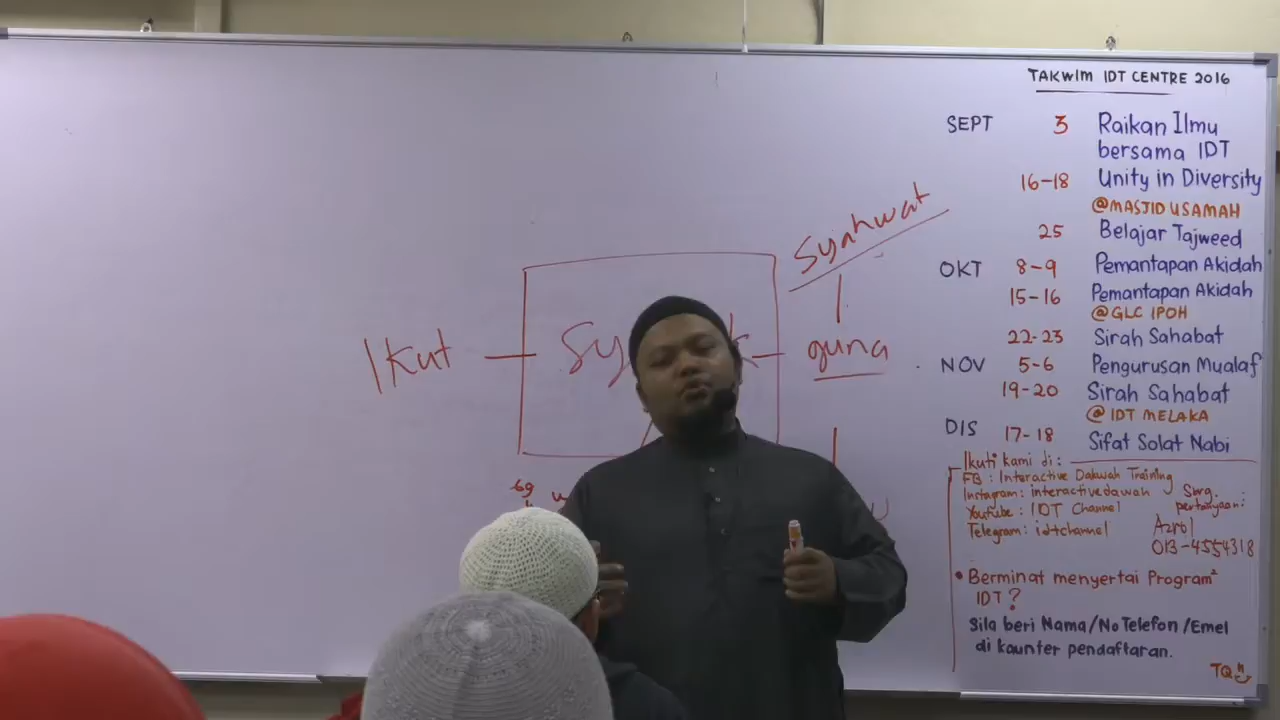 TAKWIM IDT CENTRE 2016
SEPT 3 Raikan Ilmu
bersama IDT
16-18 Unity in Diversity
@MASJID USAMAH
25 Belajar Tajweed
OKT 8-9 Pemantapan Akidah
15-16 Pemantapan Akidah
@GLC IPOH
22-23 Sirah Sahabat
NOV 5-6 Pengurusan Mualaf
19-20 Sirah Sahabat
@IDT MELAKA
DIS 17-18 Sifat Solat Nabi
Ikuti kami di:
FB: Interactive Dakwah Training
Instagram: interactivedawah
Youtube: IDT Channel
Telegram: idtchannel
Swrg.
pertanyaan:
Azrol
013-4554318
• Berminat menyertai Program²
IDT?
Sila beri Nama/No Telefon/Emel
di kaunter pendaftaran.
TQ
Syahwat
Ikut
guna